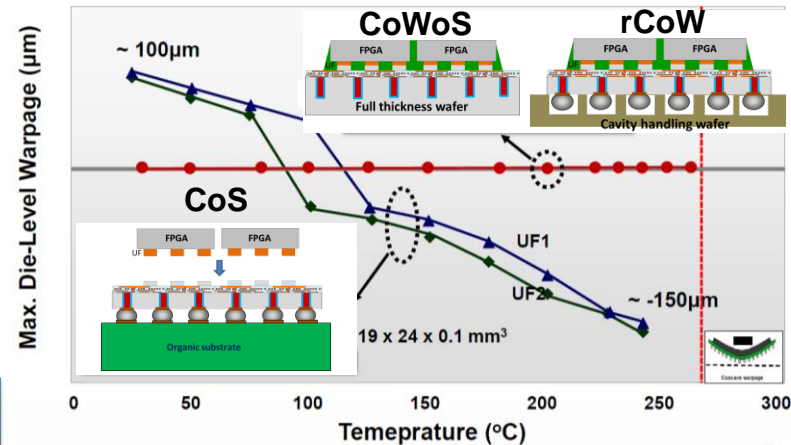 CoWoS
rCoW
FPGA
FPGA
FPGA
FPGA
UF
UF
Full thickness wafer
Cavity handling wafer
~ 100µm
Max. Die-Level Warpage (µm)
CoS
FPGA
FPGA
UF
Organic substrate
UF1
UF2
~ -150µm
19 x 24 x 0.1 mm³
Concave warpage
0
50
100
150
200
250
300
Temeprature (°C)